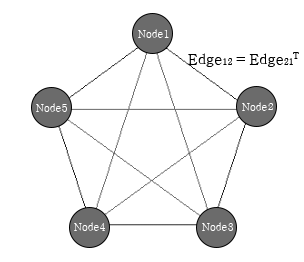 Node1
Edge₁₂ = Edge₂₁ᵀ
Node5
Node2
Node4
Node3